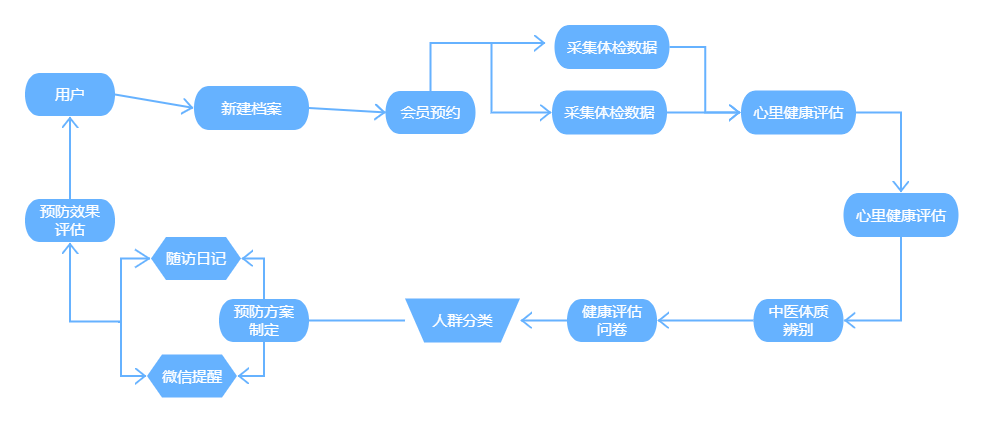 采集体检数据
用户
新建档案
会员预约
采集体检数据
心里健康评估
心里健康评估
预防效果
评估
随访日记
预防方案
制定
人群分类
健康评估
问卷
中医体质
辨别
微信提醒